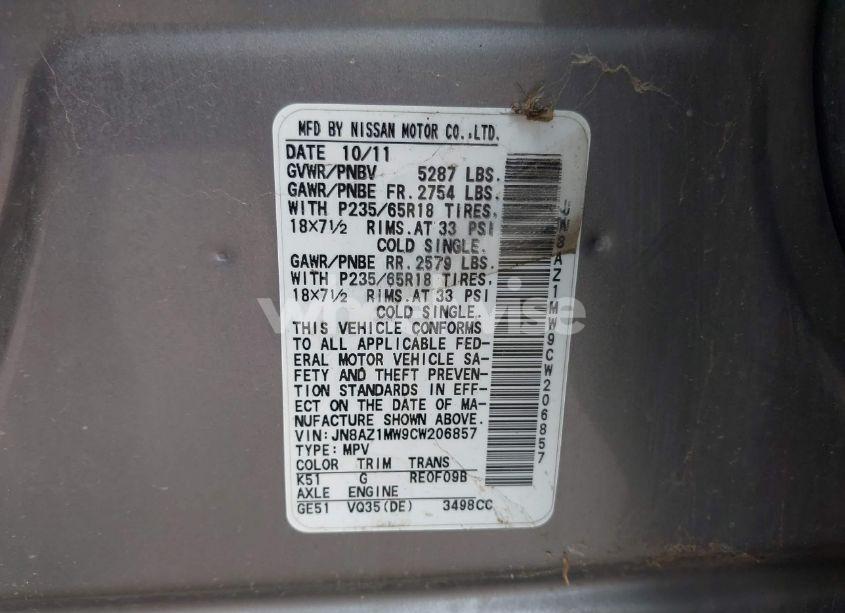 MFD BY NISSAN MOTOR CO.,LTD.
DATE 10/11
GVWR/PNBV 5287 LBS.
GAWR/PNBE FR. 2754 LBS.
WITH P235/65R18 TIRES,
18×7½ RIMS.AT 33 PSI
COLD SINGLE.
GAWR/PNBE RR. 2579 LBS.
WITH P235/65R18 TIRES,
18×7½ RIMS.AT 33 PSI
COLD SINGLE.
THIS VEHICLE CONFORMS
TO ALL APPLICABLE FED-
ERAL MOTOR VEHICLE SA-
FETY AND THEFT PREVEN-
TION STANDARDS IN EFF-
ECT ON THE DATE OF MA-
NUFACTURE SHOWN ABOVE.
VIN: JN8AZ1MW9CW206857
TYPE: MPV
COLOR TRIM TRANS
K51 G RE0F09B
AXLE ENGINE
GE51 VQ35(DE) 3498CC
JN8AZ1MW9CW206857